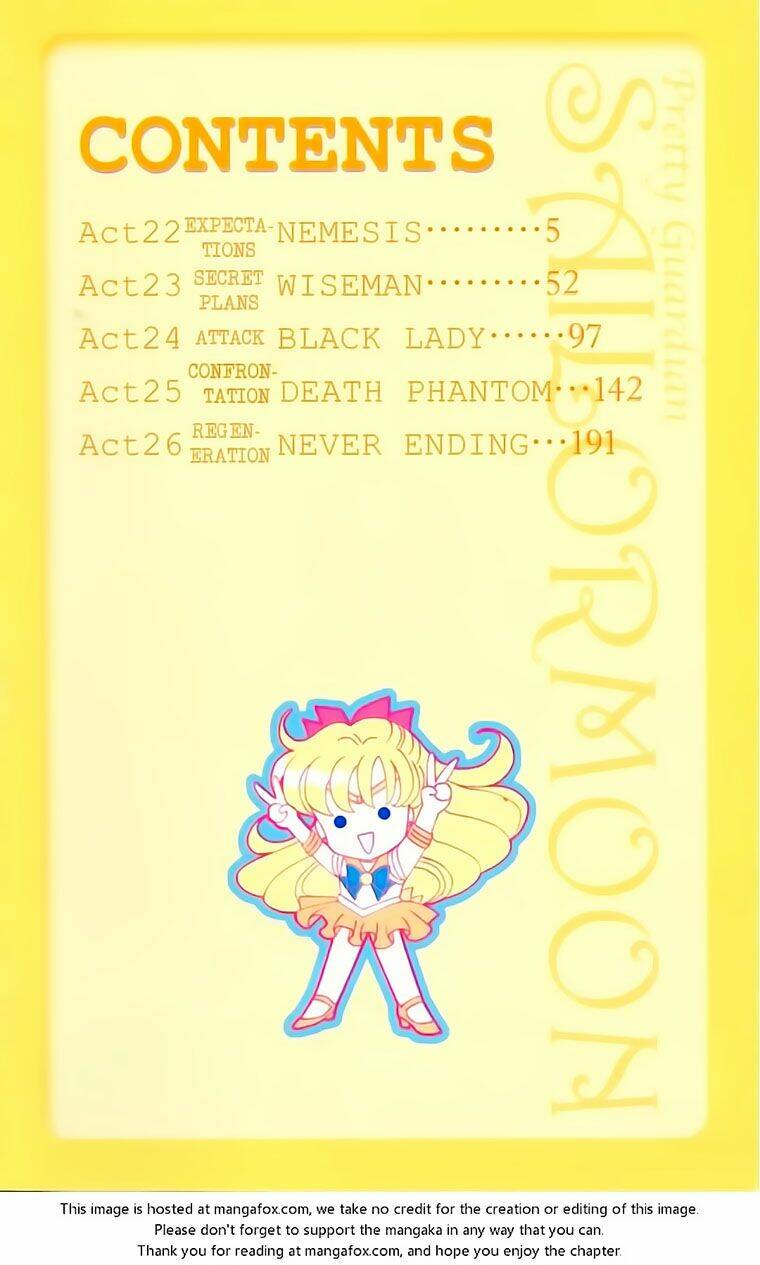 CONTENTS
Act22 EXPECTA-TIONS NEMESIS·········5
Act23 SECRET PLANS WISEMAN·········52
Act24 ATTACK BLACK LADY······97
Act25 CONFRON-TATION DEATH PHANTOM···142
Act26 REGEN-ERATION NEVER ENDING···191
Pretty Guardian
SAILORMOON
This image is hosted at mangafox.com, we take no credit for the creation or editing of this image.
Please don't forget to support the mangaka in any way that you can.
Thank you for reading at mangafox.com, and hope you enjoy the chapter.